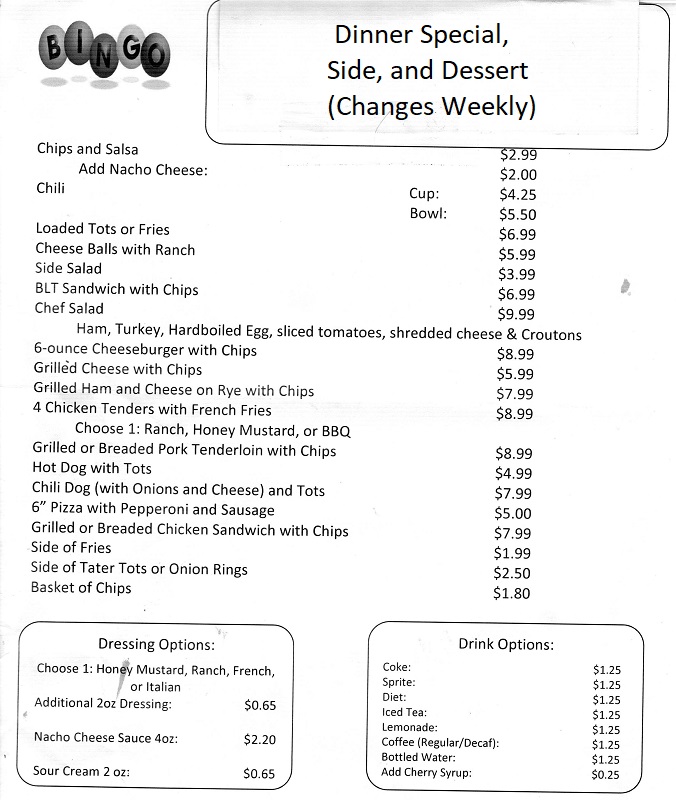 BINGO
Dinner Special,
Side, and Dessert
(Changes Weekly)
Chips and Salsa $2.99
Add Nacho Cheese: $2.00
Chili Cup: $4.25
Bowl: $5.50
Loaded Tots or Fries $6.99
Cheese Balls with Ranch $5.99
Side Salad $3.99
BLT Sandwich with Chips $6.99
Chef Salad $9.99
Ham, Turkey, Hardboiled Egg, sliced tomatoes, shredded cheese & Croutons
6-ounce Cheeseburger with Chips $8.99
Grilled Cheese with Chips $5.99
Grilled Ham and Cheese on Rye with Chips $7.99
4 Chicken Tenders with French Fries $8.99
Choose 1: Ranch, Honey Mustard, or BBQ
Grilled or Breaded Pork Tenderloin with Chips $8.99
Hot Dog with Tots $4.99
Chili Dog (with Onions and Cheese) and Tots $7.99
6” Pizza with Pepperoni and Sausage $5.00
Grilled or Breaded Chicken Sandwich with Chips $7.99
Side of Fries $1.99
Side of Tater Tots or Onion Rings $2.50
Basket of Chips $1.80
Dressing Options:
Choose 1: Honey Mustard, Ranch, French,
or Italian
Additional 2oz Dressing: $0.65
Nacho Cheese Sauce 4oz: $2.20
Sour Cream 2 oz: $0.65
Drink Options:
Coke: $1.25
Sprite: $1.25
Diet: $1.25
Iced Tea: $1.25
Lemonade: $1.25
Coffee (Regular/Decaf): $1.25
Bottled Water: $1.25
Add Cherry Syrup: $0.25